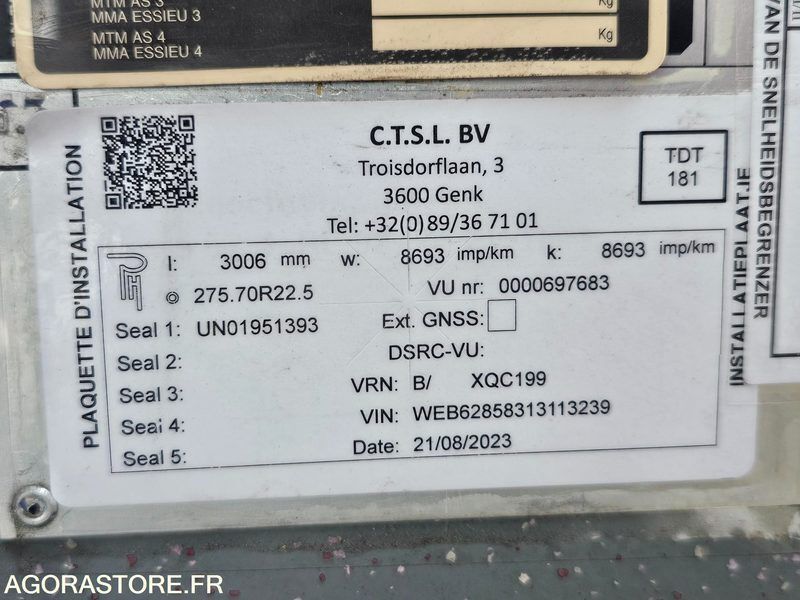 MTM AS 3
MMA ESSIEU 3
Kg
MTM AS 4
MMA ESSIEU 4
Kg
VAN DE SNELHEIDSBEGRENZER
PLAQUETTE D'INSTALLATION
C.T.S.L. BV
Troisdorflaan, 3
3600 Genk
Tel: +32(0)89/36 71 01
TDT
181
INSTALLATIEPLAATJE
l: 3006 mm w: 8693 imp/km k: 8693 imp/km
275.70R22.5 VU nr: 0000697683
Seal 1: UN01951393 Ext. GNSS:
Seal 2: DSRC-VU:
Seal 3: VRN: B/ XQC199
Seal 4: VIN: WEB62858313113239
Seal 5: Date: 21/08/2023
AGORASTORE.FR